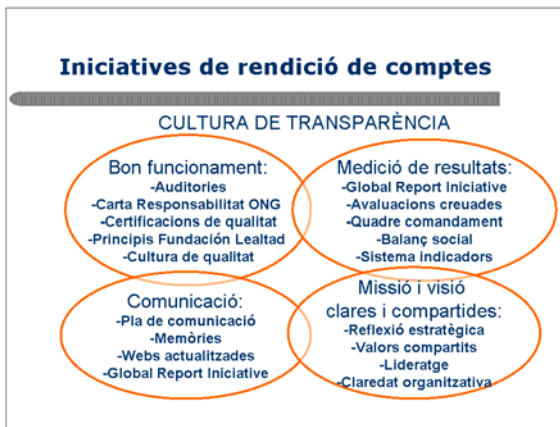 Iniciatives de rendició de comptes
CULTURA DE TRANSPARÈNCIA
Bon funcionament:
-Auditories
-Carta Responsabilitat ONG
-Certificacions de qualitat
-Principis Fundación Lealtad
-Cultura de qualitat
Medició de resultats:
-Global Report Iniciative
-Avaluacions creuades
-Quadre comandament
-Balanç social
-Sistema indicadors
Comunicació:
-Pla de comunicació
-Memòries
-Webs actualitzades
-Global Report Iniciative
Missió i visió
clares i compartides:
-Reflexió estratègica
-Valors compartits
-Lideratge
-Claredat organitzativa